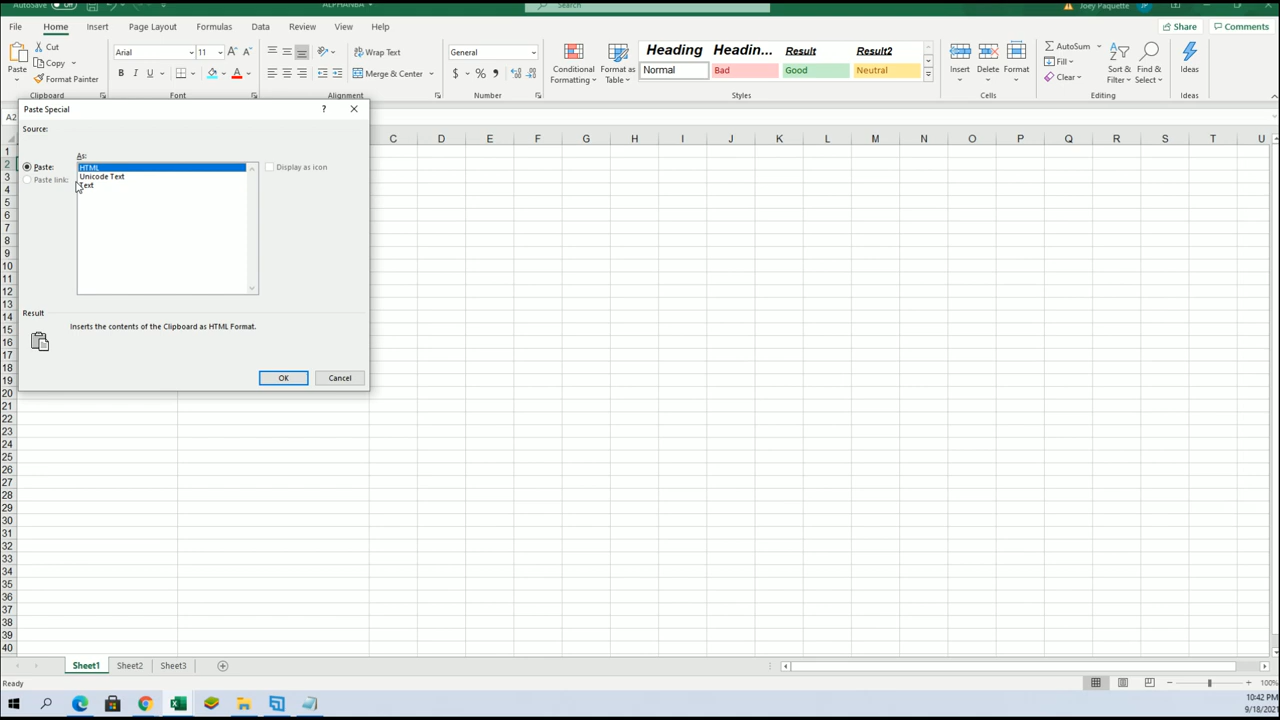 AutoSave Off ALPHANBA Search Joey Paquette JP
File Home Insert Page Layout Formulas Data Review View Help Share Comments
Paste Cut Arial 11 Wrap Text General Conditional Formatting Format as Table Heading Headin... Result Result2 Insert Delete Format AutoSum Sort & Filter Find & Select Ideas
Copy Fill
Format Painter B I U A Merge & Center $ % Normal Bad Good Neutral Clear
Clipboard Font Alignment Number Styles Cells Editing Ideas
A2
Paste Special ? 
Source:
As:
Paste: HTML Display as icon
Paste link: Unicode Text
Text
Result
Inserts the contents of the Clipboard as HTML Format.
OK Cancel
C D E F G H I J K L M N O P Q R S T U
1
2
3
4
5
6
7
8
9
10
11
12
13
14
15
16
17
18
19
20
21
22
23
24
25
26
27
28
29
30
31
32
33
34
35
36
37
38
39
40
Sheet1 Sheet2 Sheet3
Ready 100%
10:42 PM